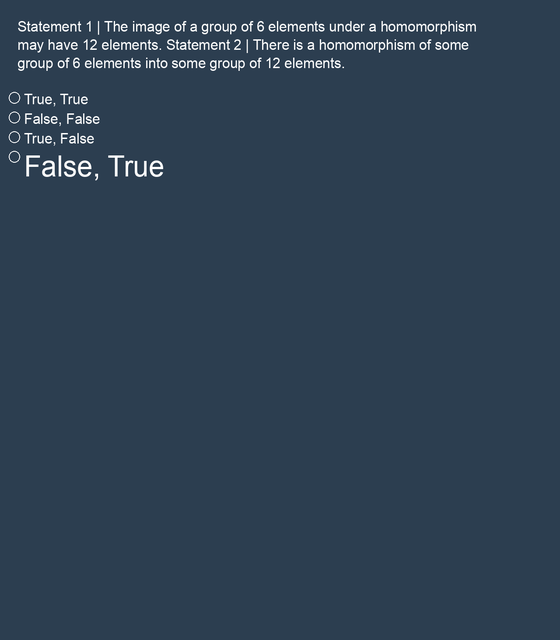 Statement 1 | The image of a group of 6 elements under a homomorphism
may have 12 elements. Statement 2 | There is a homomorphism of some
group of 6 elements into some group of 12 elements.
True, True
False, False
True, False
False, True